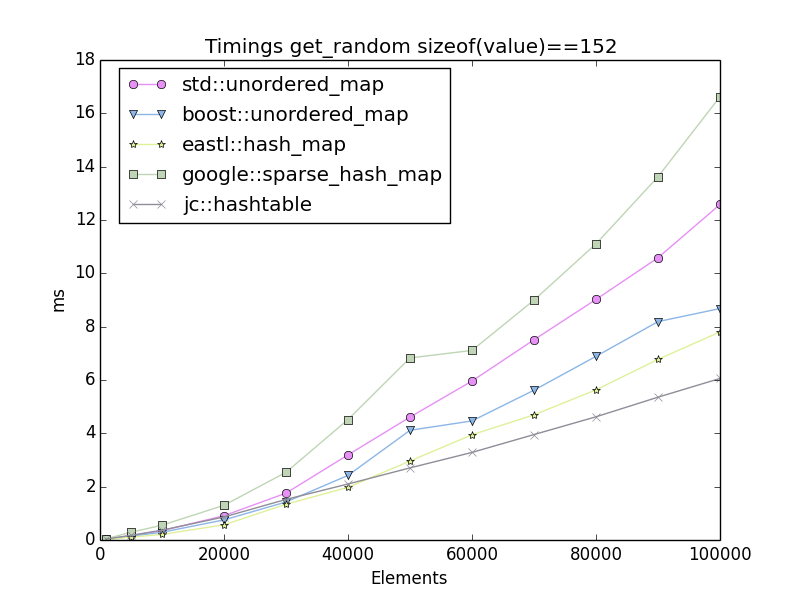 Timings get_random sizeof(value)==152
std::unordered_map
boost::unordered_map
eastl::hash_map
google::sparse_hash_map
jc::hashtable
18
16
14
12
10
8
6
4
2
0
ms
0 20000 40000 60000 80000 100000
Elements